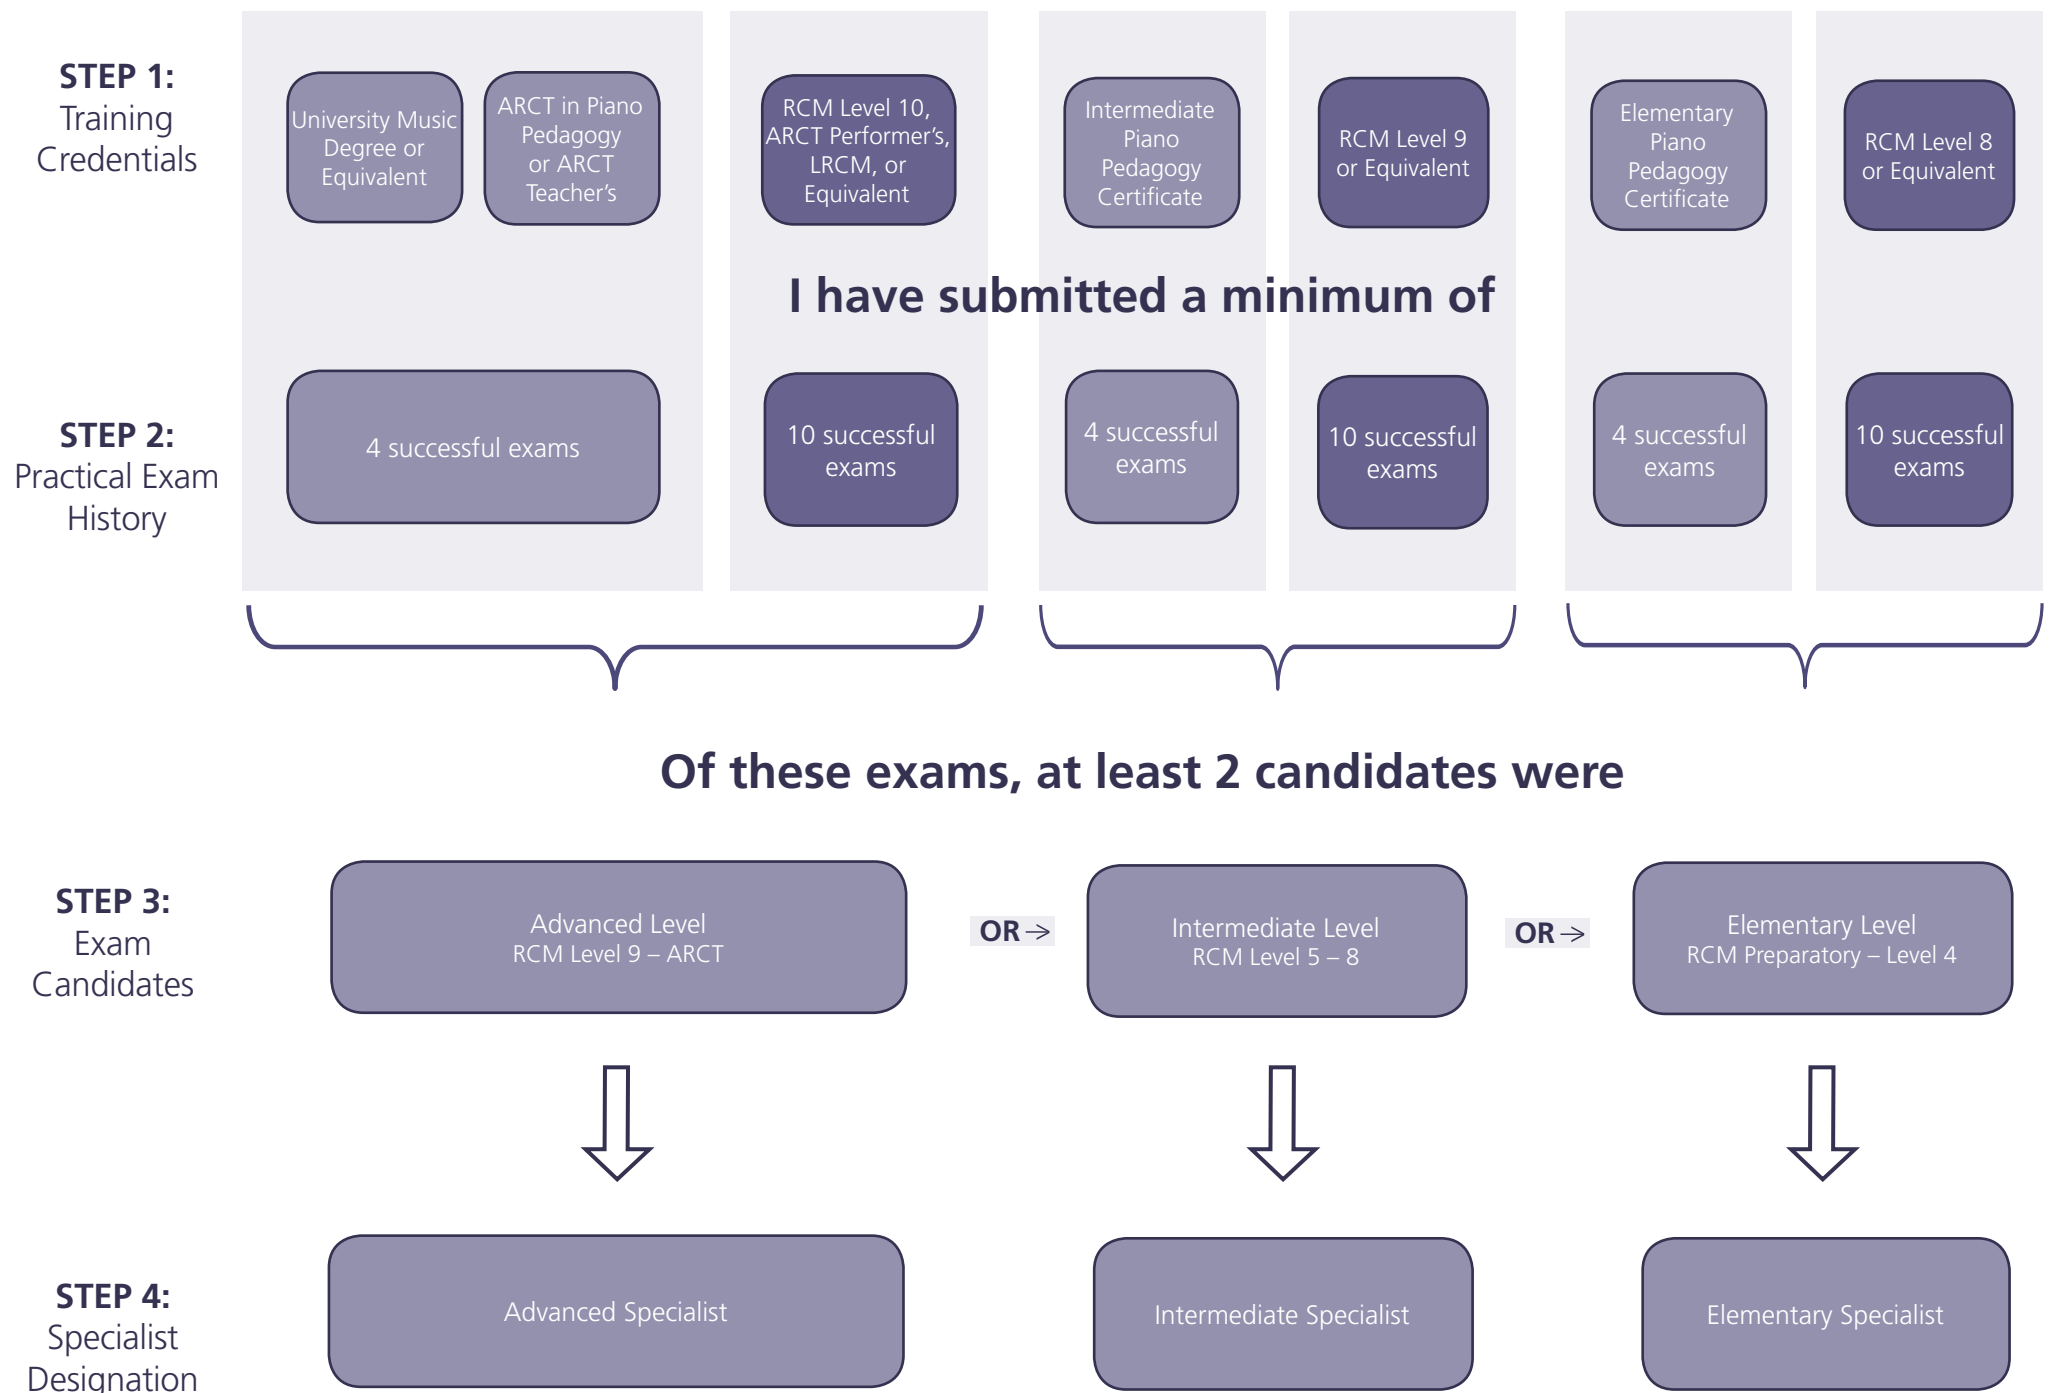 STEP 1:
Training
Credentials
University Music
Degree or
Equivalent
ARCT in Piano
Pedagogy
or ARCT
Teacher’s
RCM Level 10,
ARCT Performer’s,
LRCM, or
Equivalent
Intermediate
Piano
Pedagogy
Certificate
RCM Level 9
or Equivalent
Elementary
Piano
Pedagogy
Certificate
RCM Level 8
or Equivalent
I have submitted a minimum of
STEP 2:
Practical Exam
History
4 successful exams
10 successful
exams
4 successful
exams
10 successful
exams
4 successful
exams
10 successful
exams
Of these exams, at least 2 candidates were
STEP 3:
Exam
Candidates
Advanced Level
RCM Level 9 – ARCT
OR→
Intermediate Level
RCM Level 5 – 8
OR→
Elementary Level
RCM Preparatory – Level 4
STEP 4:
Specialist
Designation
Advanced Specialist
Intermediate Specialist
Elementary Specialist